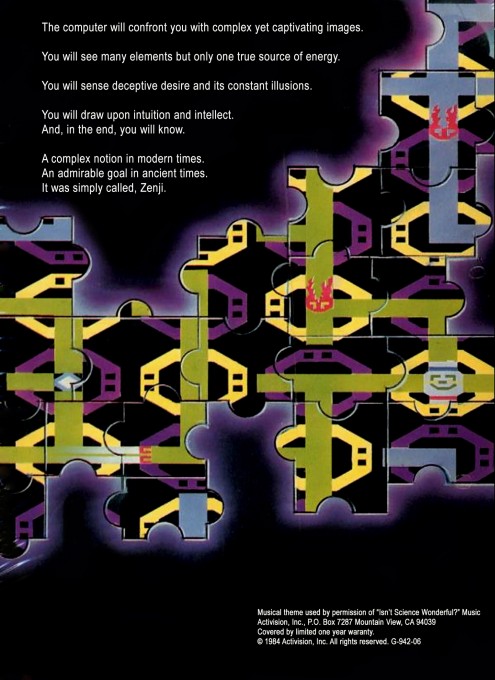 The computer will confront you with complex yet captivating images.
You will see many elements but only one true source of energy.
You will sense deceptive desire and its constant illusions.
You will draw upon intuition and intellect.
And, in the end, you will know.
A complex notion in modern times.
An admirable goal in ancient times.
It was simply called, Zenji.
Musical theme used by permission of "Isn't Science Wonderful?" Music
Activision, Inc., P.O. Box 7287 Mountain View, CA 94039
Covered by limited one year waranty.
© 1984 Activision, Inc. All rights reserved. G-942-06